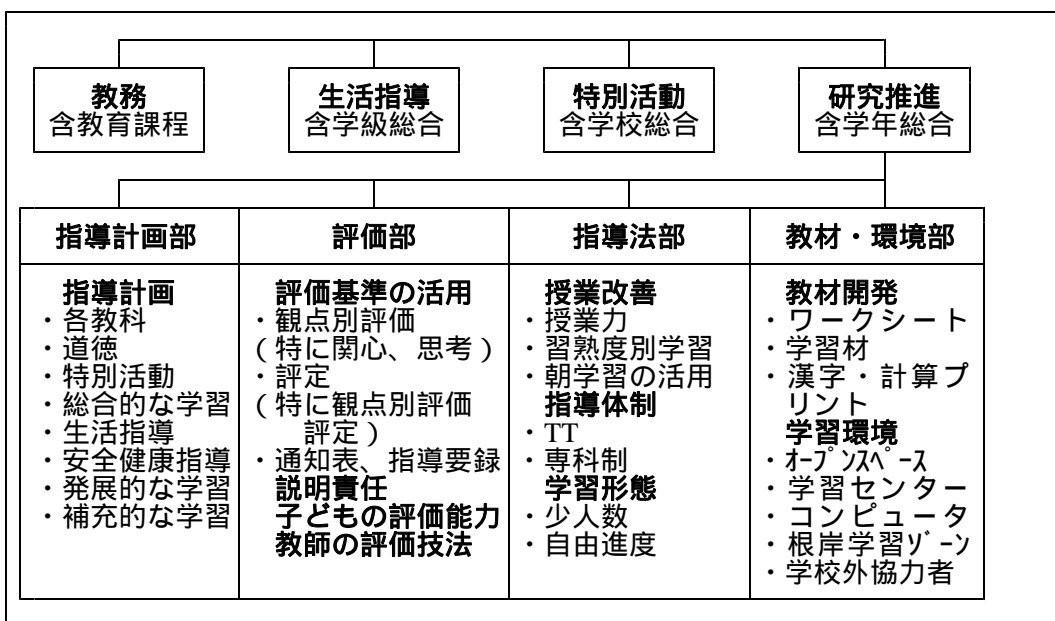 教務
含教育課程
生活指導
含学級総合
特別活動
含学校総合
研究推進
含学年総合
指導計画部
指導計画
・各教科
・道徳
・特別活動
・総合的な学習
・生活指導
・安全健康指導
・発展的な学習
・補充的な学習
評価部
評価基準の活用
・観点別評価
(特に関心、思考)
・評定
(特に観点別評価
評定)
・通知表、指導要録
説明責任
子どもの評価能力
教師の評価技法
指導法部
授業改善
・授業力
・習熟度別学習
・朝学習の活用
指導体制
・TT
・専科制
学習形態
・少人数
・自由進度
教材・環境部
教材開発
・ワークシート
・学習材
・漢字・計算プ
リント
学習環境
・オープンスペース
・学習センター
・コンピュータ
・根岸学習ゾーン
・学校外協力者